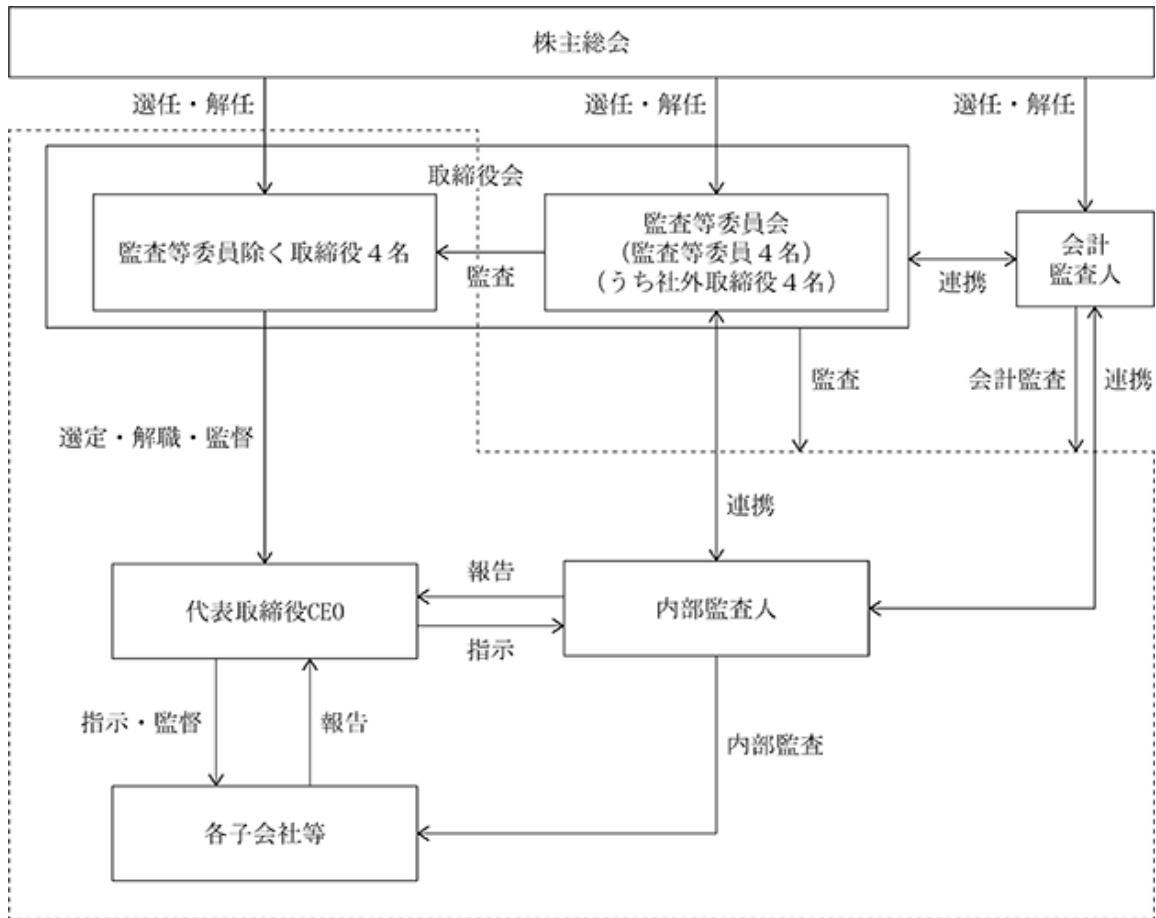 株主総会
選任・解任
選任・解任
選任・解任
取締役会
監査等委員除く取締役４名
監査
監査等委員会
(監査等委員４名)
(うち社外取締役４名)
連携
会計
監査人
選定・解職・監督
監査
会計監査
連携
連携
代表取締役CEO
報告
指示
内部監査人
指示・監督
報告
内部監査
各子会社等